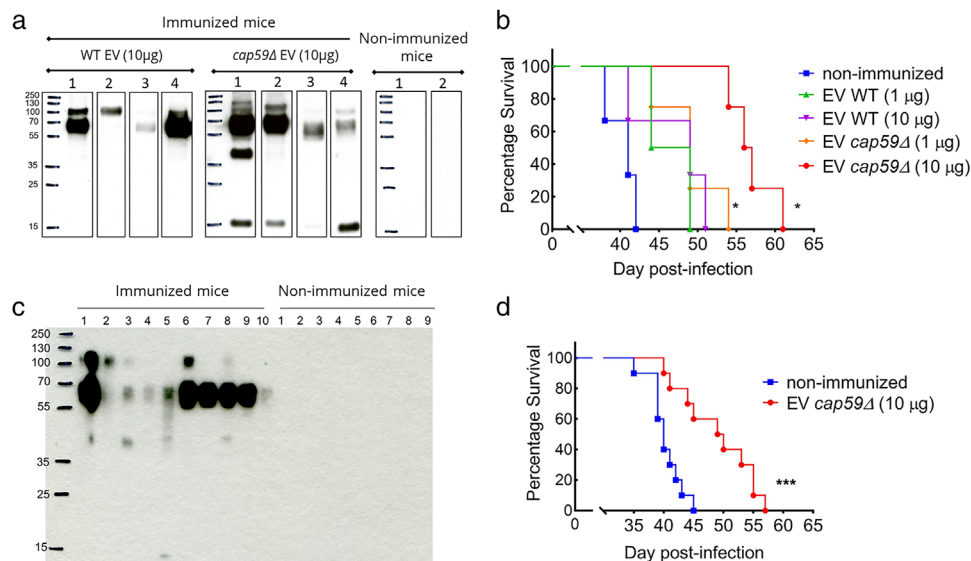 a
Immunized mice
WT EV (10µg)
cap59Δ EV (10µg)
Non-immunized
mice
1 2 3 4
1 2 3 4
1 2
250
130
100
70
55
35
25
15
b
Percentage Survival
100
80
60
40
20
0
0 40 45 50 55 60 65
Day post-infection
* *
non-immunized
EV WT (1 µg)
EV WT (10 µg)
EV cap59Δ (1 µg)
EV cap59Δ (10 µg)
c
Immunized mice Non-immunized mice
1 2 3 4 5 6 7 8 9 10 1 2 3 4 5 6 7 8 9
250
130
100
70
55
35
25
15
d
Percentage Survival
100
80
60
40
20
0
0 35 40 45 50 55 60 65
Day post-infection
***
non-immunized
EV cap59Δ (10 µg)